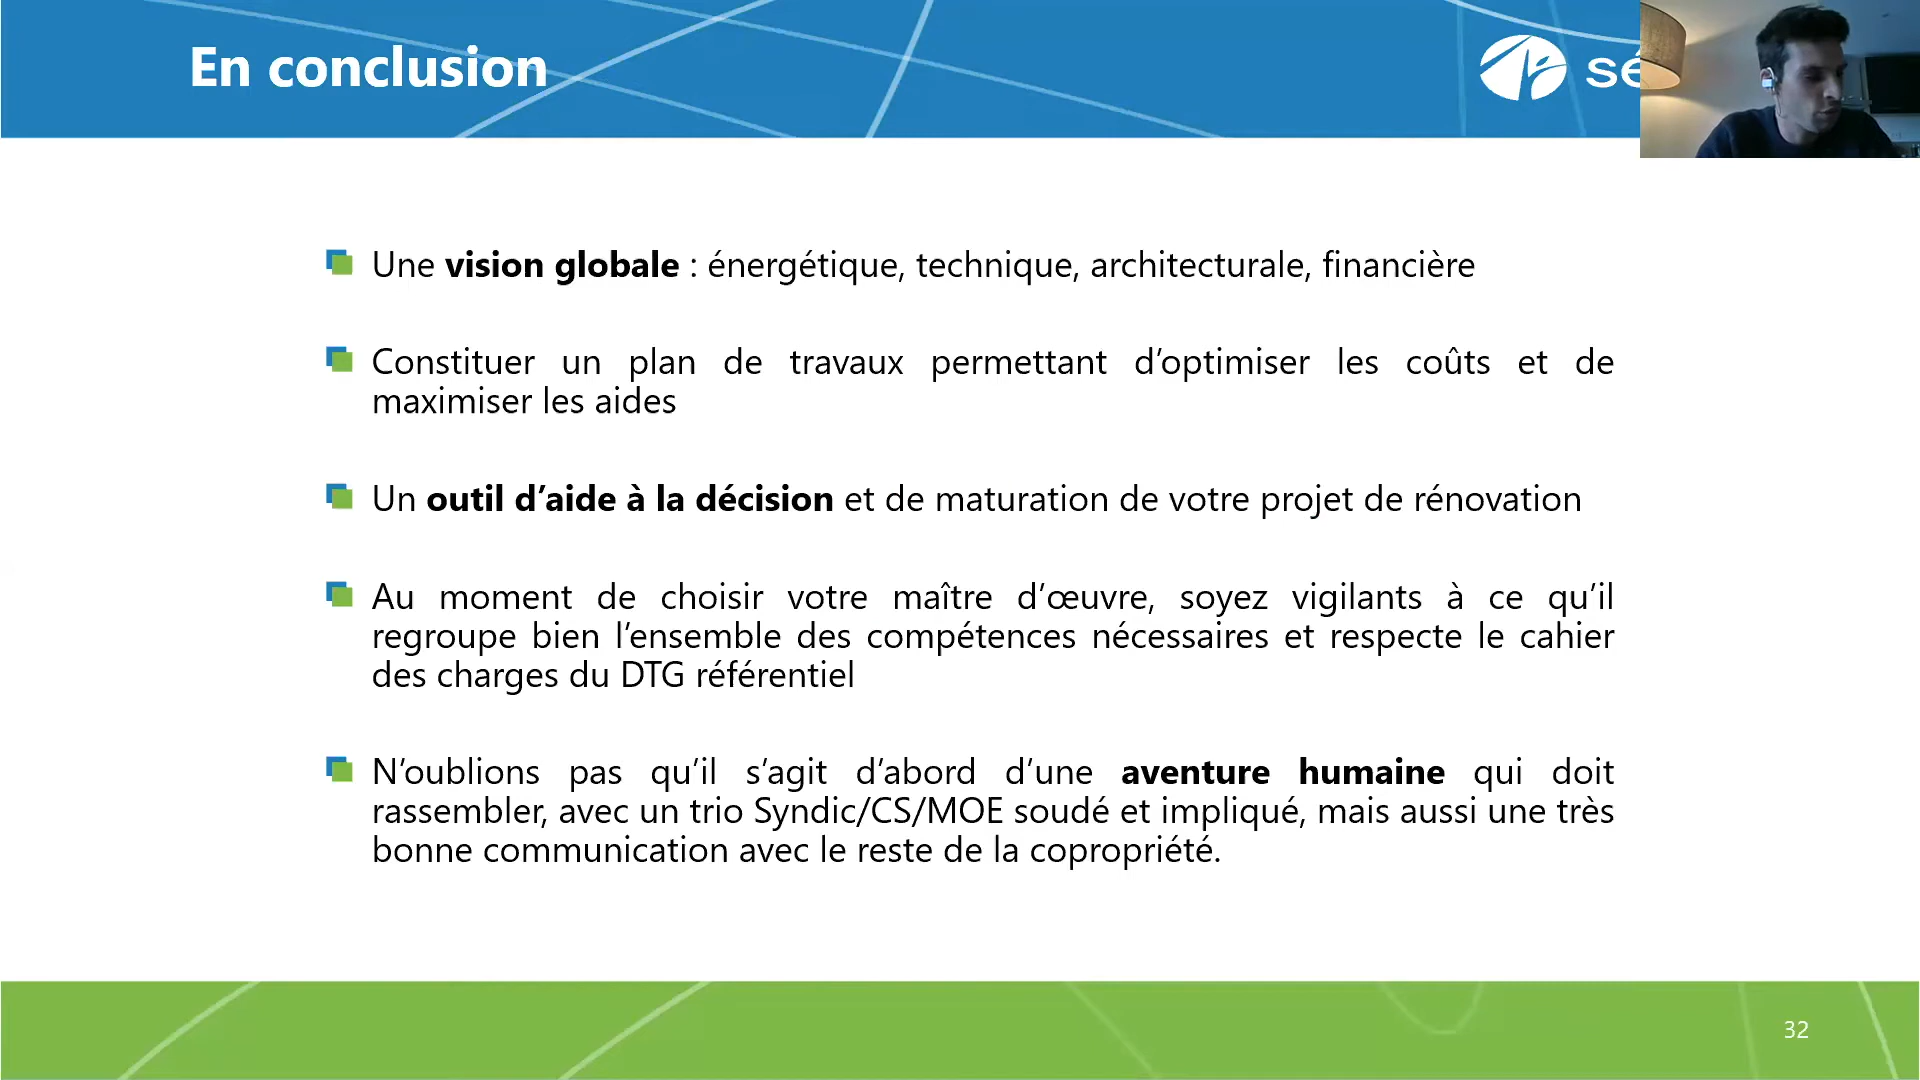 En conclusion
sé
Une vision globale : énergétique, technique, architecturale, financière
Constituer un plan de travaux permettant d’optimiser les coûts et de
maximiser les aides
Un outil d’aide à la décision et de maturation de votre projet de rénovation
Au moment de choisir votre maître d’œuvre, soyez vigilants à ce qu’il
regroupe bien l’ensemble des compétences nécessaires et respecte le cahier
des charges du DTG référentiel
N’oublions pas qu’il s’agit d’abord d’une aventure humaine qui doit
rassembler, avec un trio Syndic/CS/MOE soudé et impliqué, mais aussi une très
bonne communication avec le reste de la copropriété.
32